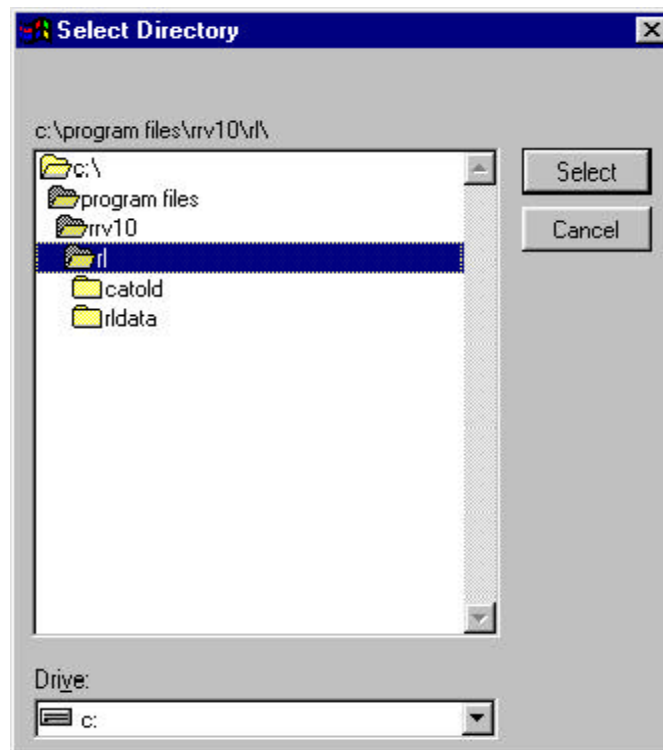 Select Directory
c:\program files\rrv10\rl\
c:\
program files
rrv10
rl
catold
rldata
Select
Cancel
Drive:
c: